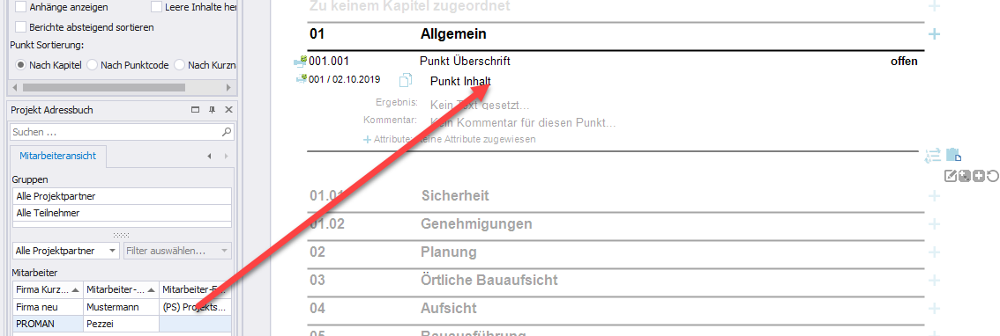 Anhänge anzeigen
Leere Inhalte her
Berichte absteigend sortieren
Punkt Sortierung:
Nach Kapitel
Nach Punktcode
Nach Kurzn
Projekt Adressbuch
Suchen ...
Mitarbeiteransicht
Gruppen
Alle Projektpartner
Alle Teilnehmer
Alle Projektpartner
Filter auswählen...
Mitarbeiter
Firma Kurz... Mitarbeiter-... Mitarbeiter-F...
Firma neu Mustermann (PS) Projekts...
PROMAN Pezzei
Zu keinem Kapitel zugeordnet
01 Allgemein
001.001 Punkt Überschrift offen
001 / 02.10.2019 Punkt Inhalt
Ergebnis: Kein Text gesetzt...
Kommentar: Kein Kommentar für diesen Punkt...
+ Attribute: Keine Attribute zugewiesen
01.01 Sicherheit
01.02 Genehmigungen
02 Planung
03 Örtliche Bauaufsicht
04 Aufsicht
05 Bauausführung